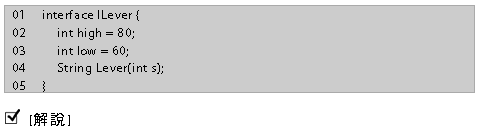 01 interface ILever {
02 int high = 80;
03 int low = 60;
04 String Lever(int s);
05 }
[解說]